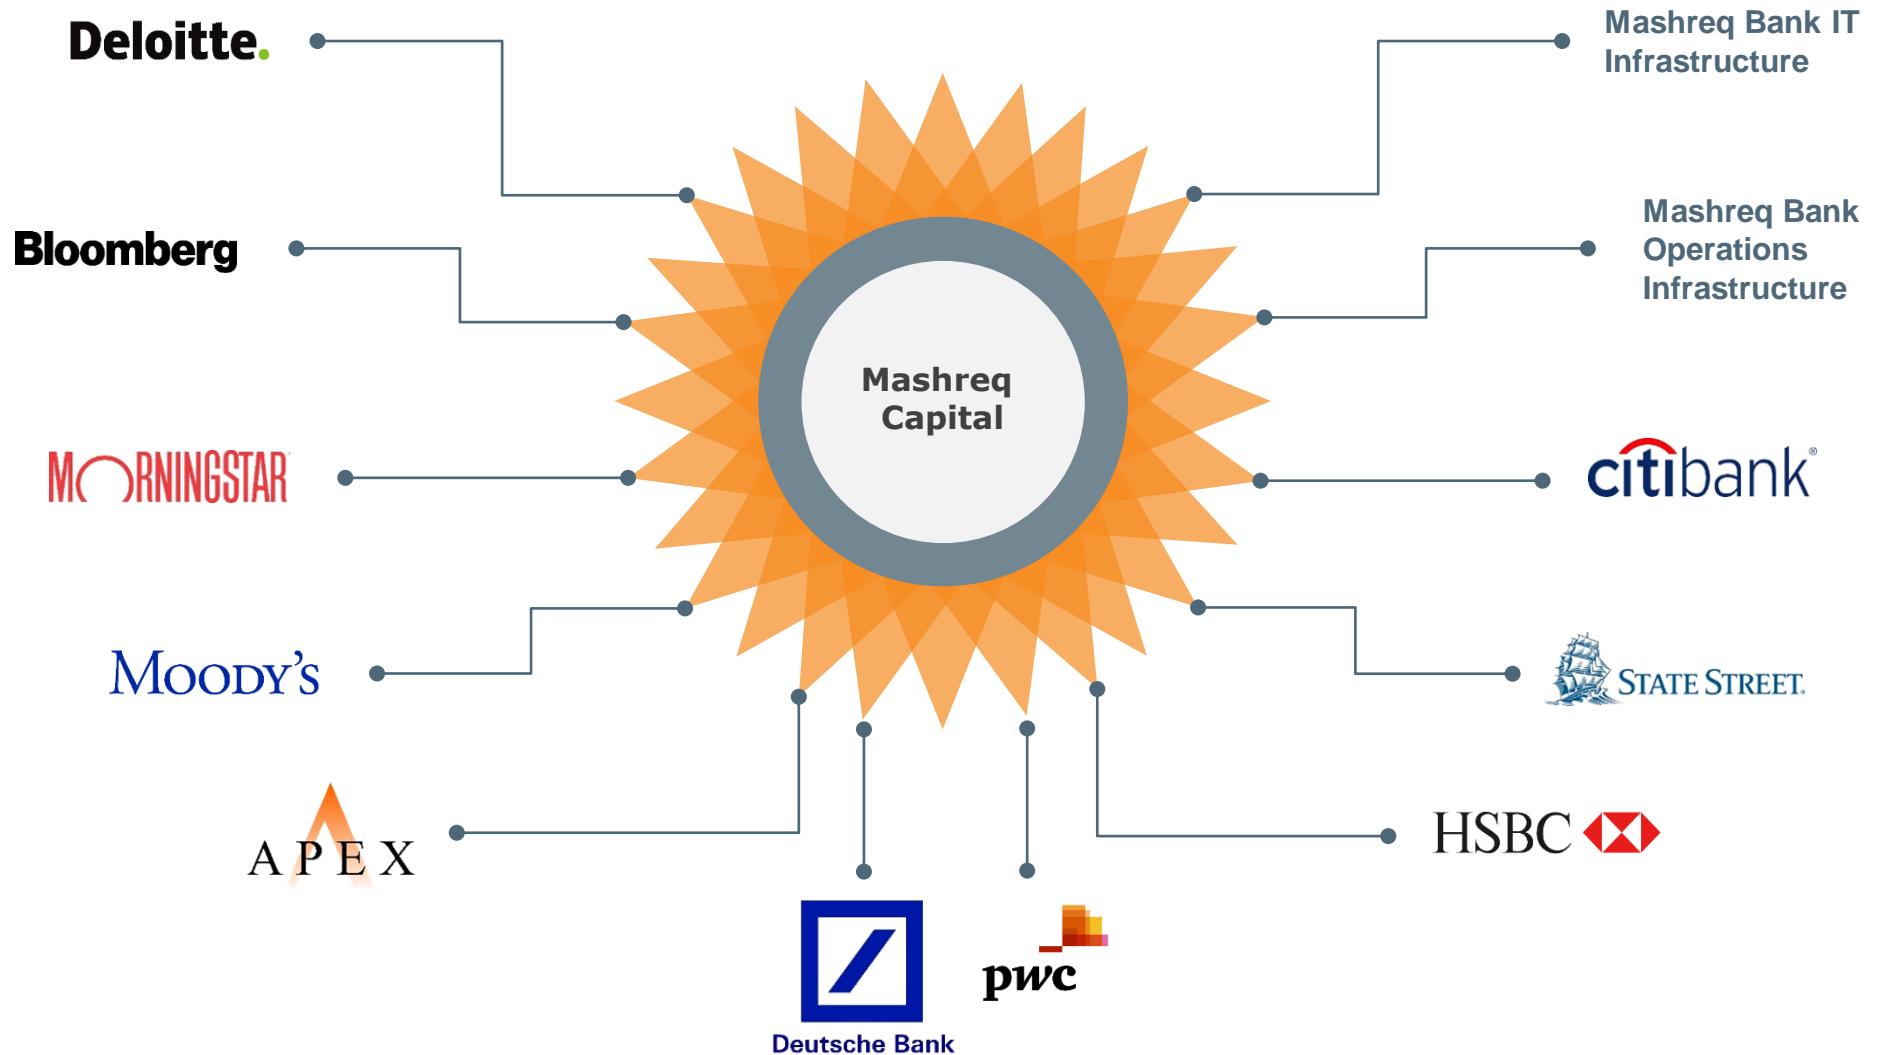 Deloitte.
Mashreq Bank IT
Infrastructure
Bloomberg
Mashreq Bank
Operations
Infrastructure
Mashreq
Capital
MORNINGSTAR
citibank®
MOODY'S
STATE STREET.
APEX
HSBC
Deutsche Bank
pwc